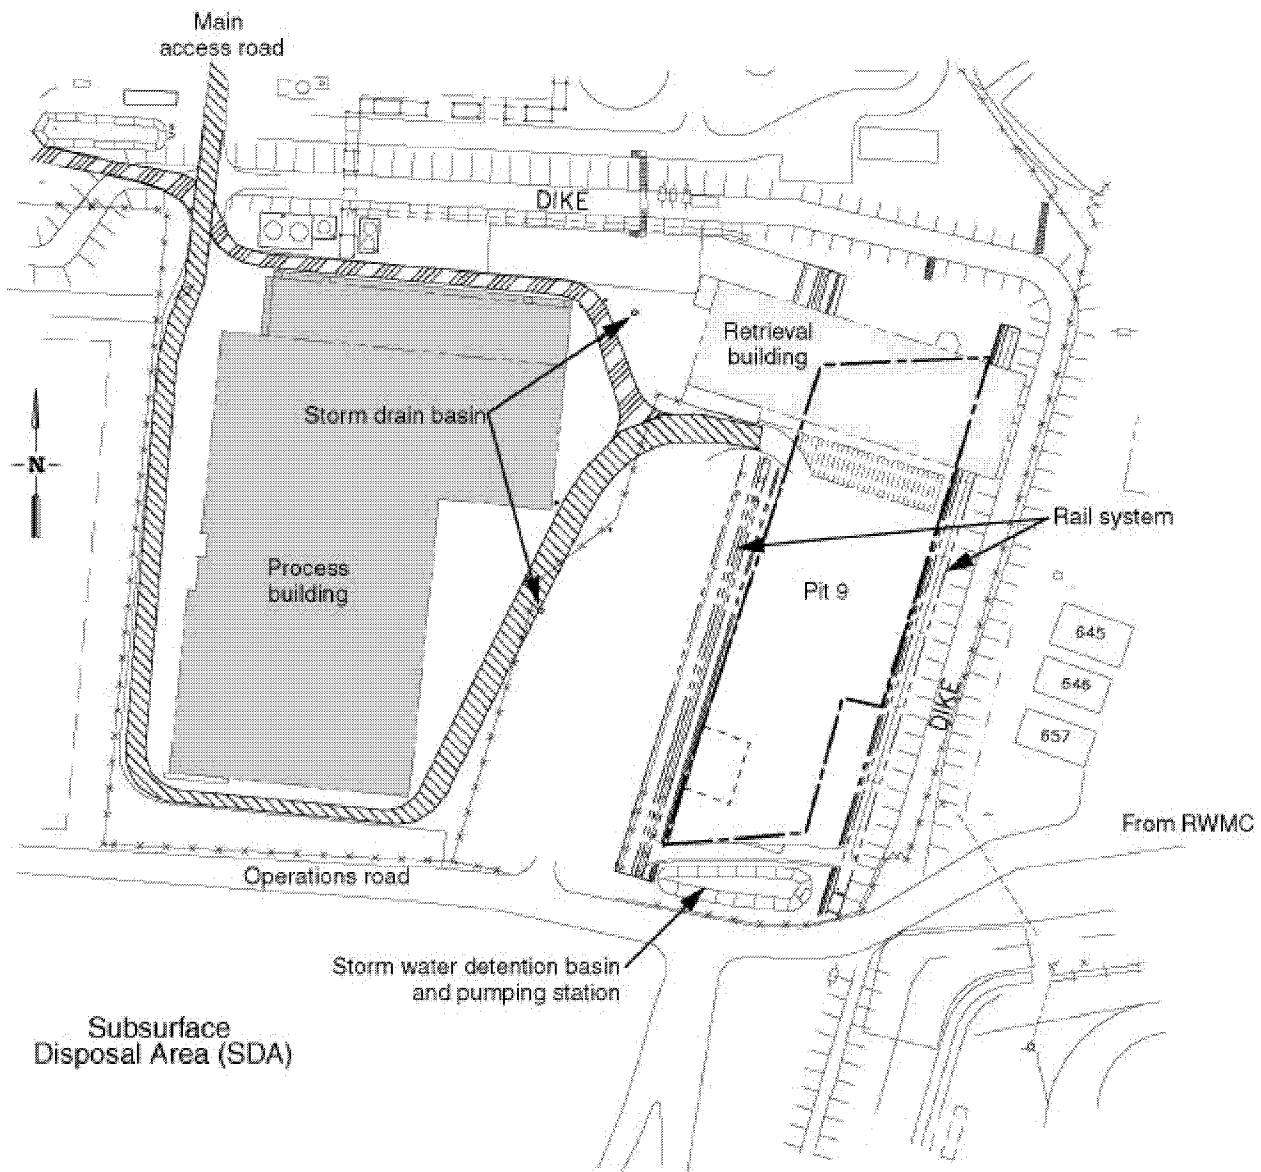 Main
access road
DIKE
Retrieval
building
Storm drain basin
N
Rail system
Process
building
Pit 9
645
646
DIKE
657
From RWMC
Operations road
Storm water detention basin
and pumping station
Subsurface
Disposal Area (SDA)